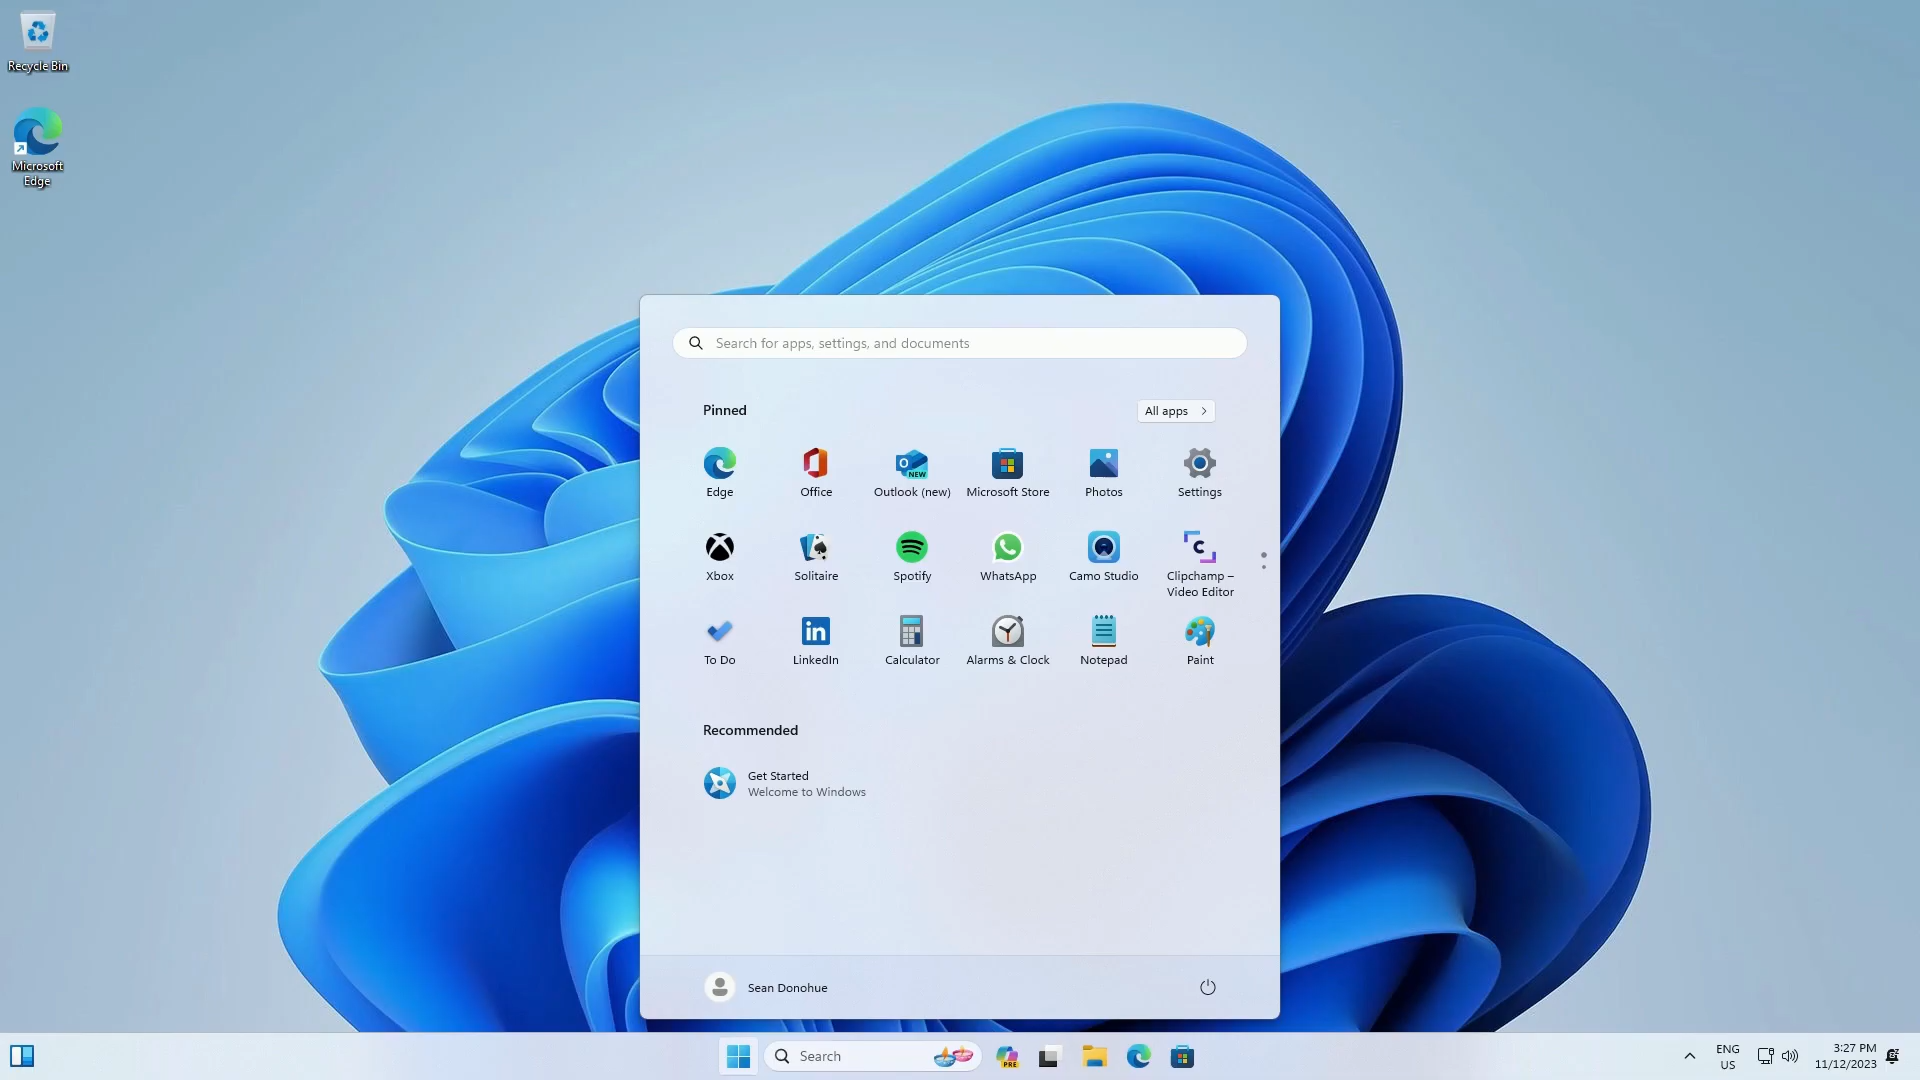 Recycle Bin
Microsoft
Edge
Search for apps, settings, and documents
Pinned
All apps
Edge
Office
Outlook (new)
Microsoft Store
Photos
Settings
Xbox
Solitaire
Spotify
WhatsApp
Camo Studio
Clipchamp –
Video Editor
To Do
LinkedIn
Calculator
Alarms & Clock
Notepad
Paint
Recommended
Get Started
Welcome to Windows
Sean Donohue
Search
PRE
ENG
US
3:27 PM
11/12/2023
NEW